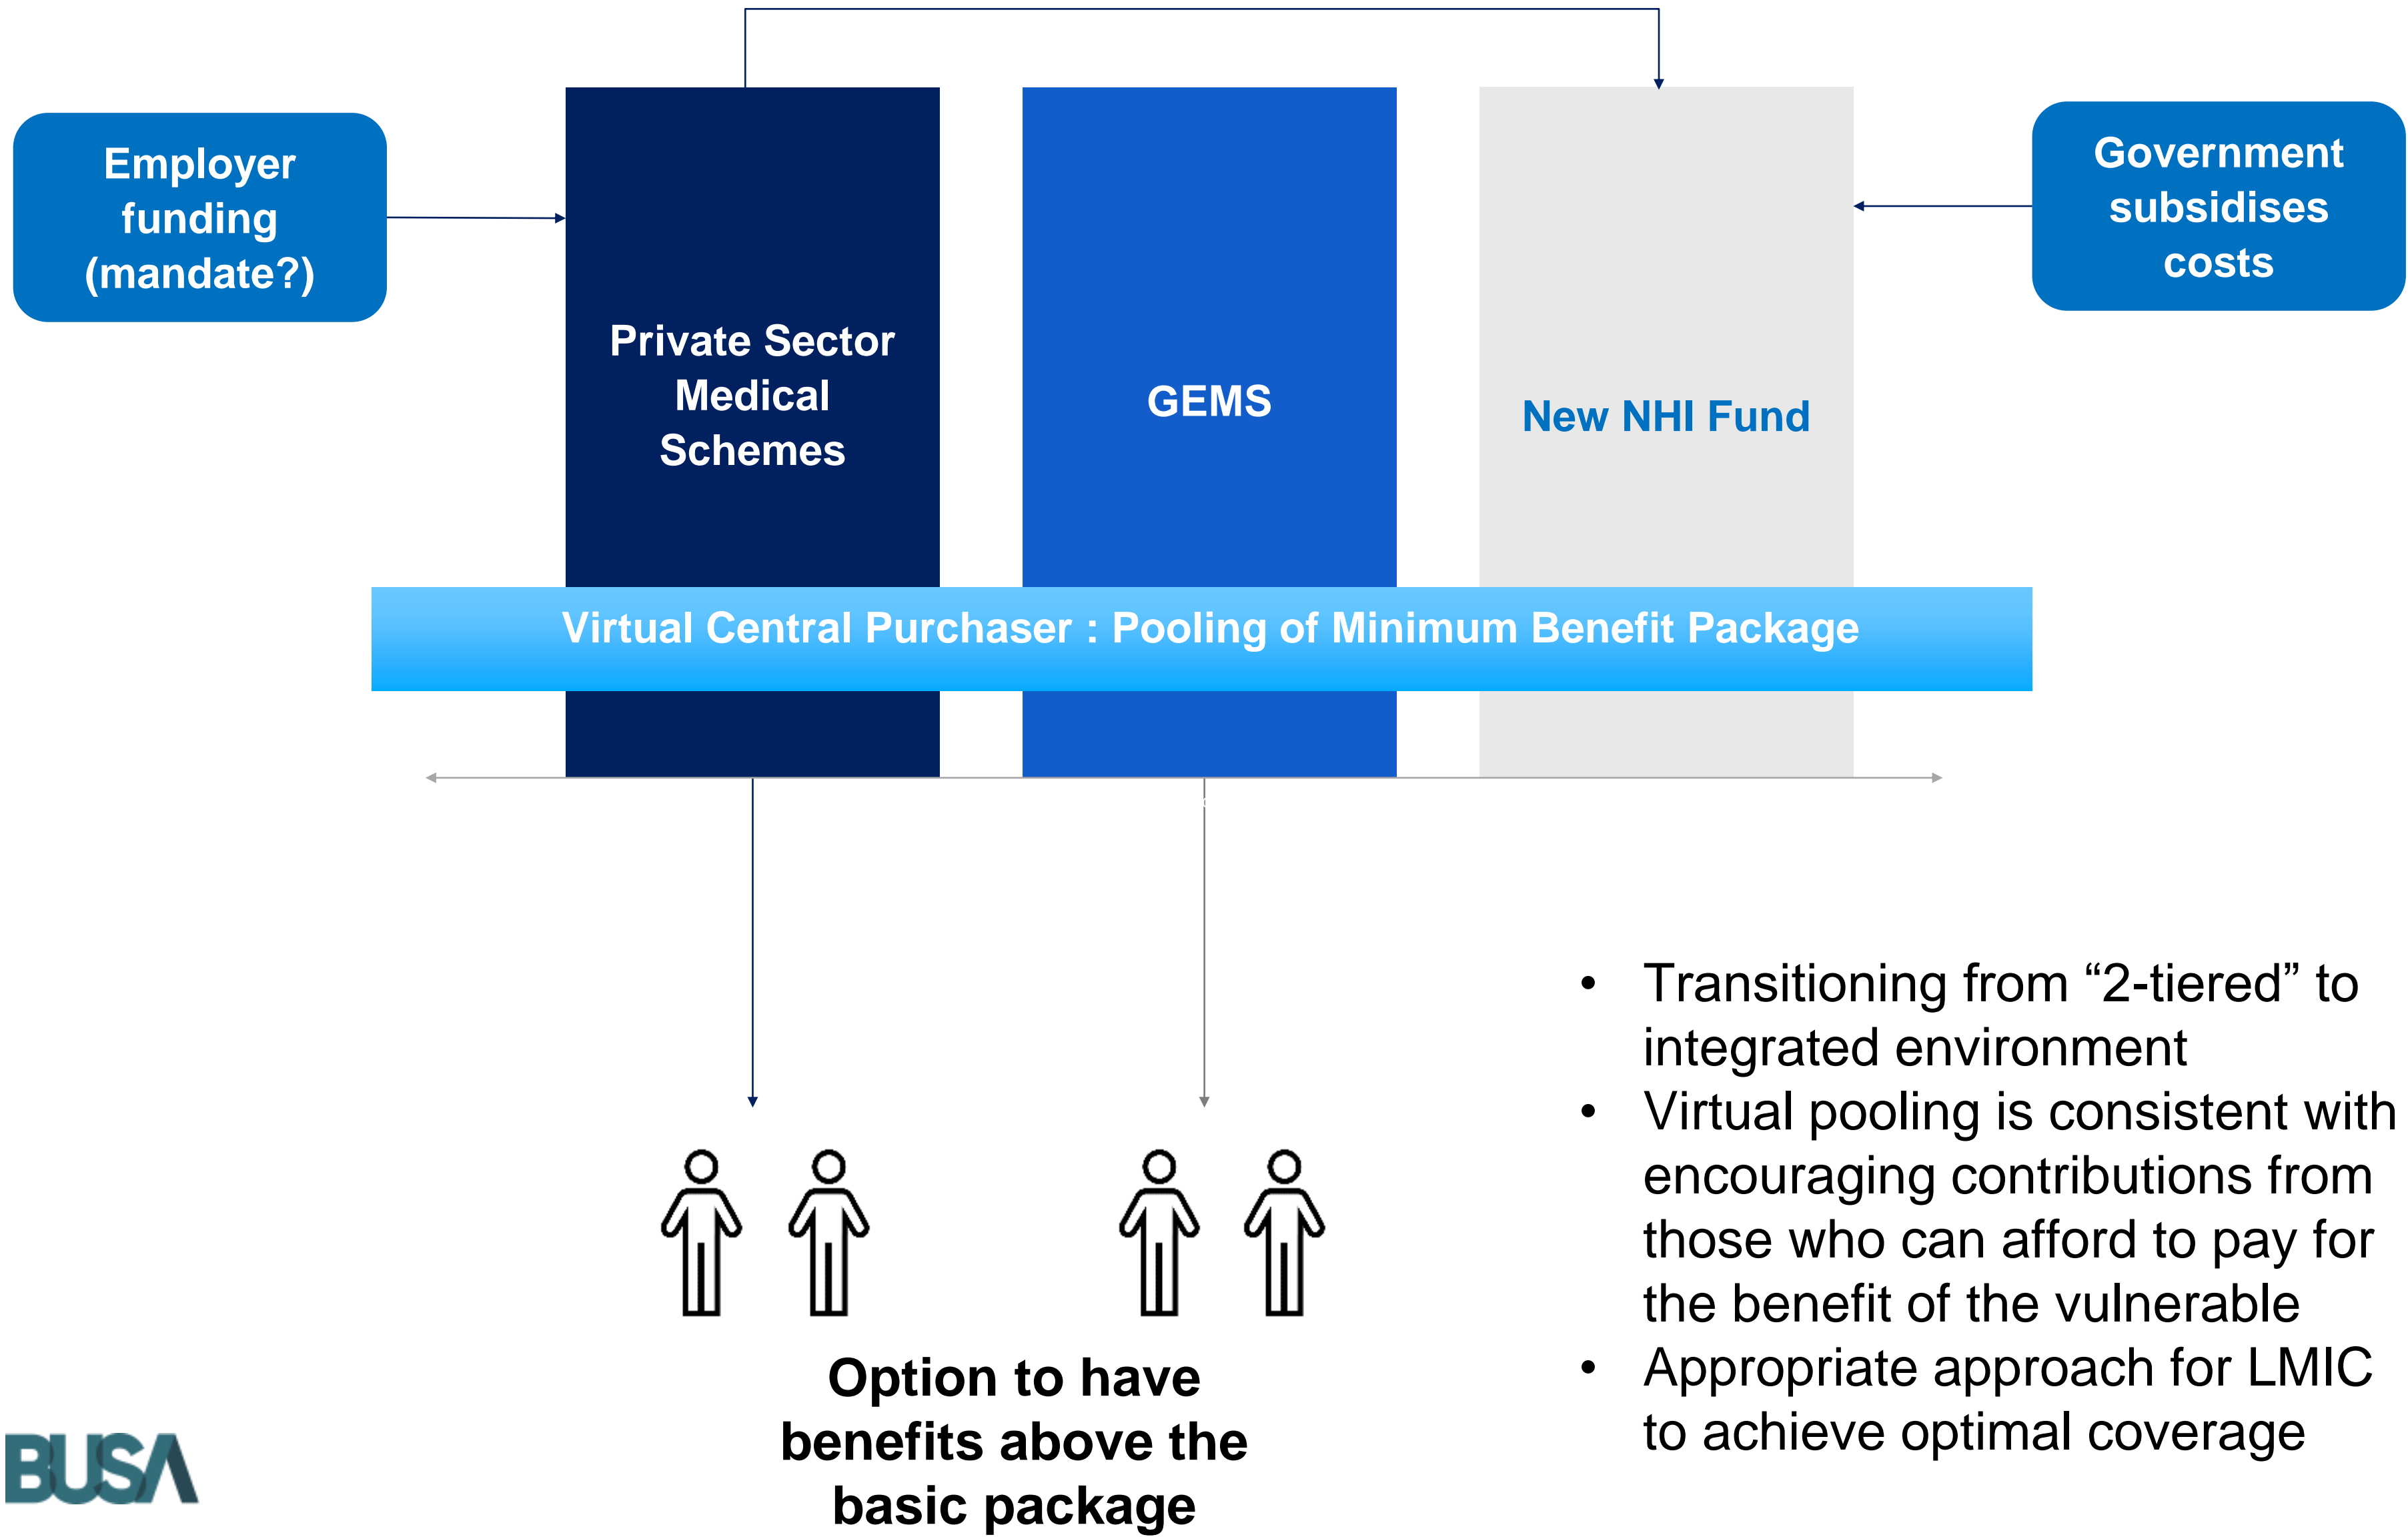 Employer
funding
(mandate?)
Private Sector
Medical
Schemes
GEMS
New NHI Fund
Government
subsidises
costs
Virtual Central Purchaser : Pooling of Minimum Benefit Package
Option to have
benefits above the
basic package
• Transitioning from “2-tiered” to
integrated environment
• Virtual pooling is consistent with
encouraging contributions from
those who can afford to pay for
the benefit of the vulnerable
• Appropriate approach for LMIC
to achieve optimal coverage
BUSA